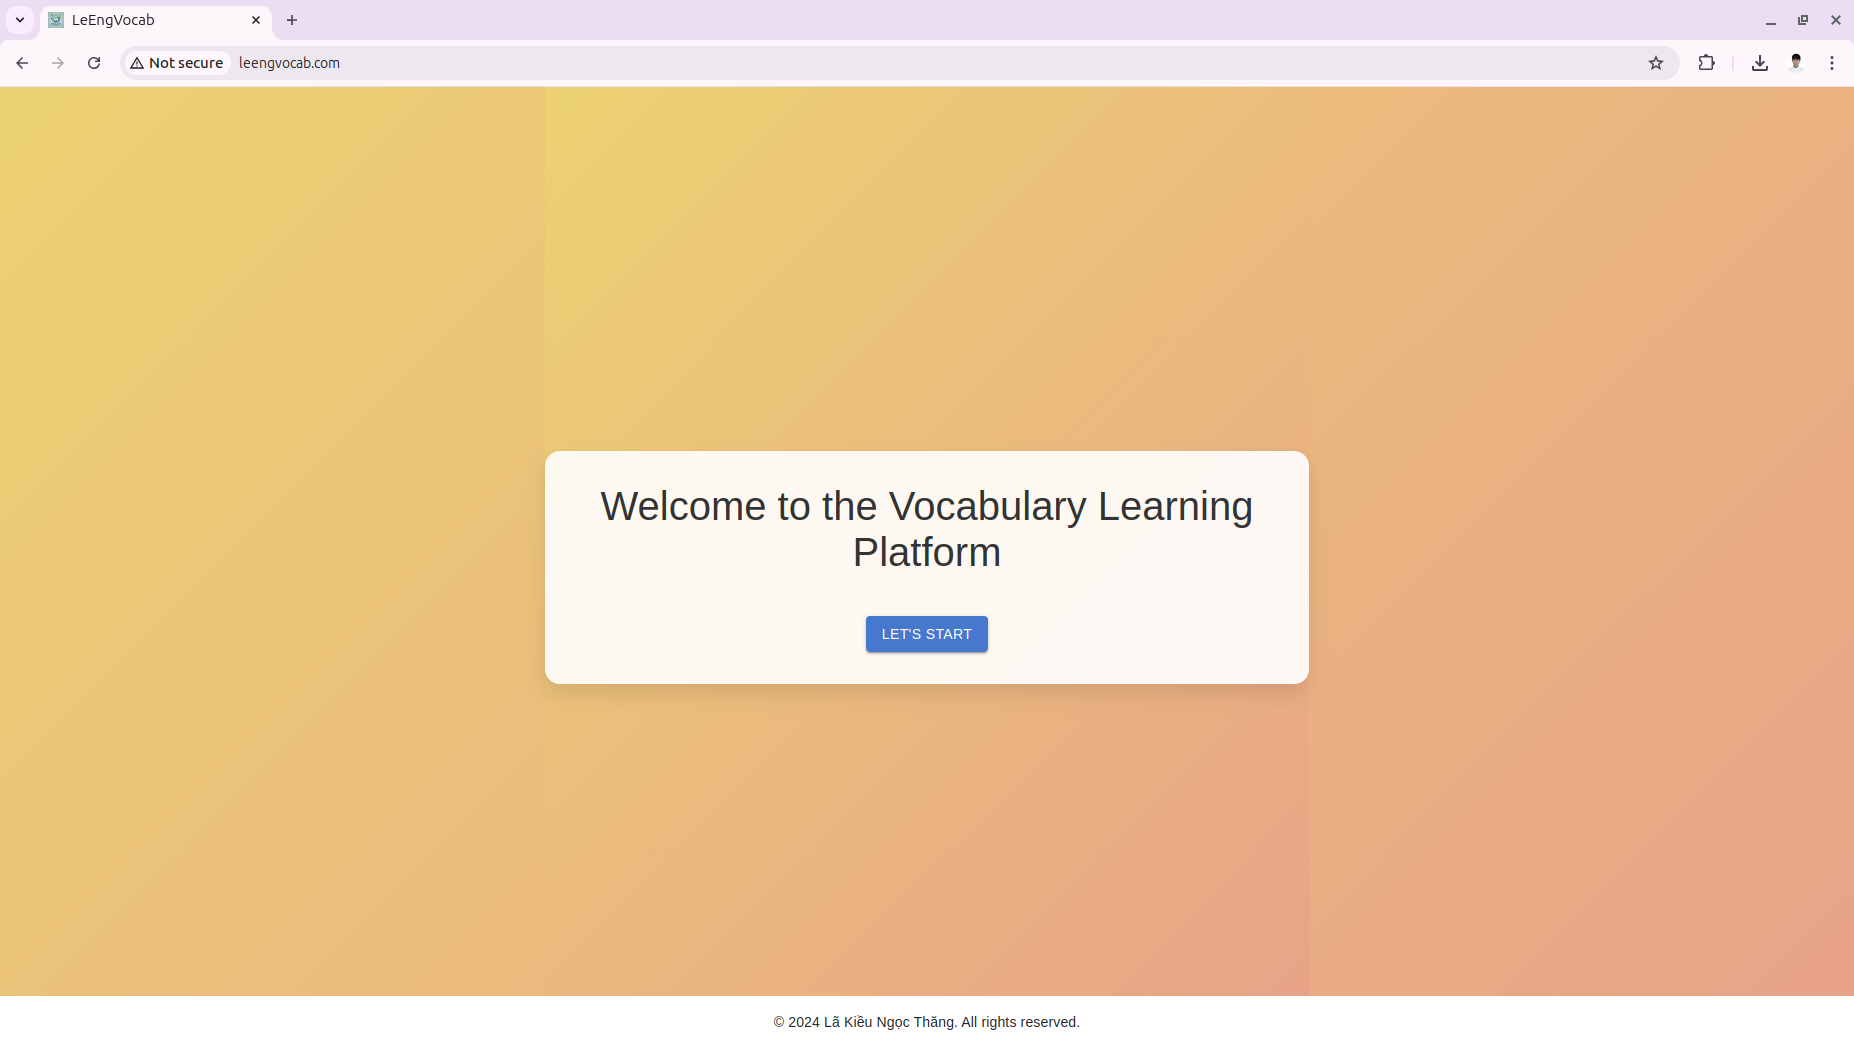 LeEngVocab
Not secure
leengvocab.com
Welcome to the Vocabulary Learning
Platform
LET'S START
© 2024 Lã Kiều Ngọc Thăng. All rights reserved.